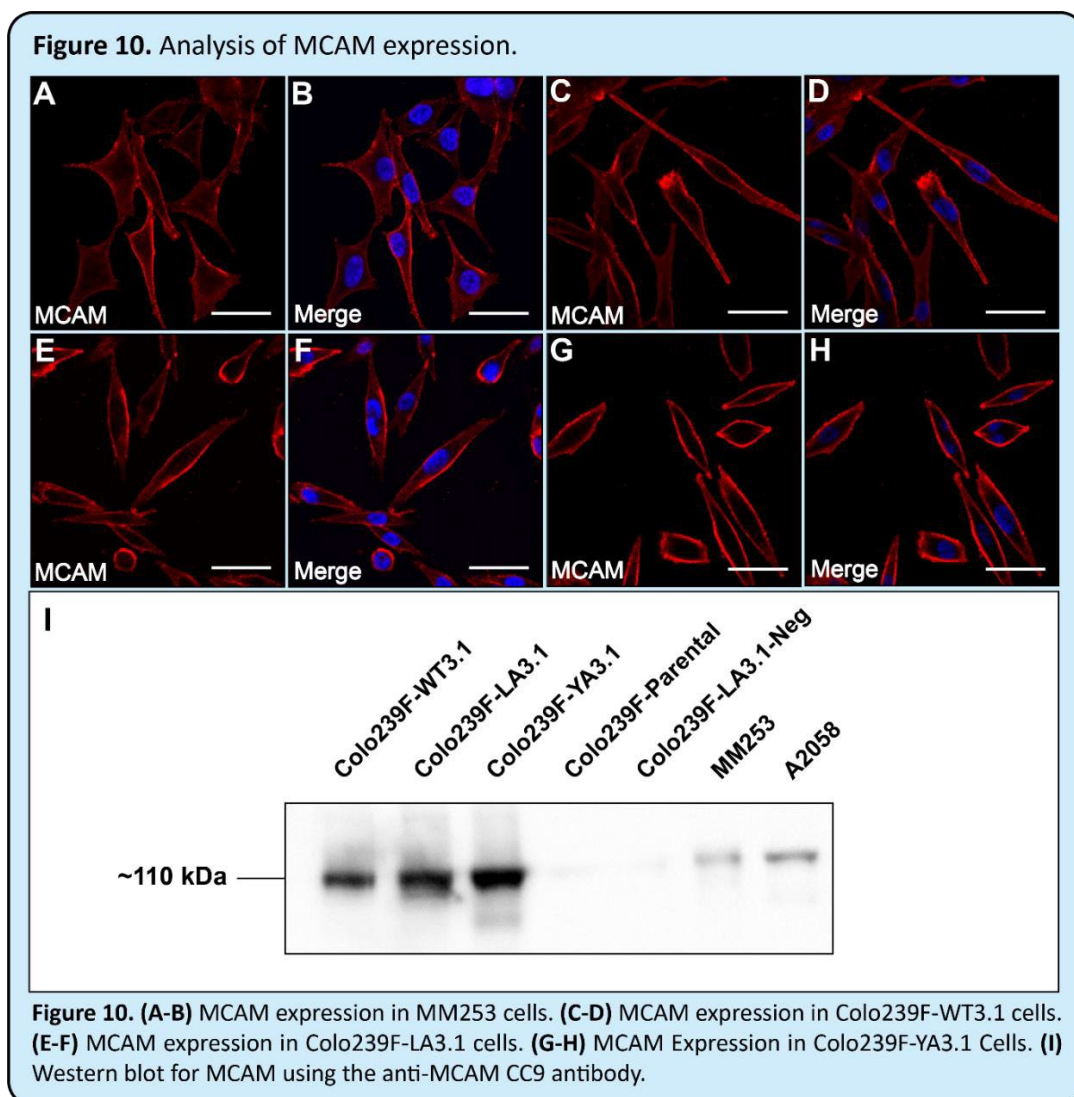 Figure 10. Analysis of MCAM expression.
A
B
C
D
MCAM
Merge
MCAM
Merge
E
F
G
H
MCAM
Merge
MCAM
Merge
I
Colo239F-WT3.1
Colo239F-LA3.1
Colo239F-YA3.1
Colo239F-Parental
Colo239F-LA3.1-Neg
MM253
A2058
~110 kDa
Figure 10. (A-B) MCAM expression in MM253 cells. (C-D) MCAM expression in Colo239F-WT3.1 cells.
(E-F) MCAM expression in Colo239F-LA3.1 cells. (G-H) MCAM Expression in Colo239F-YA3.1 Cells. (I)
Western blot for MCAM using the anti-MCAM CC9 antibody.